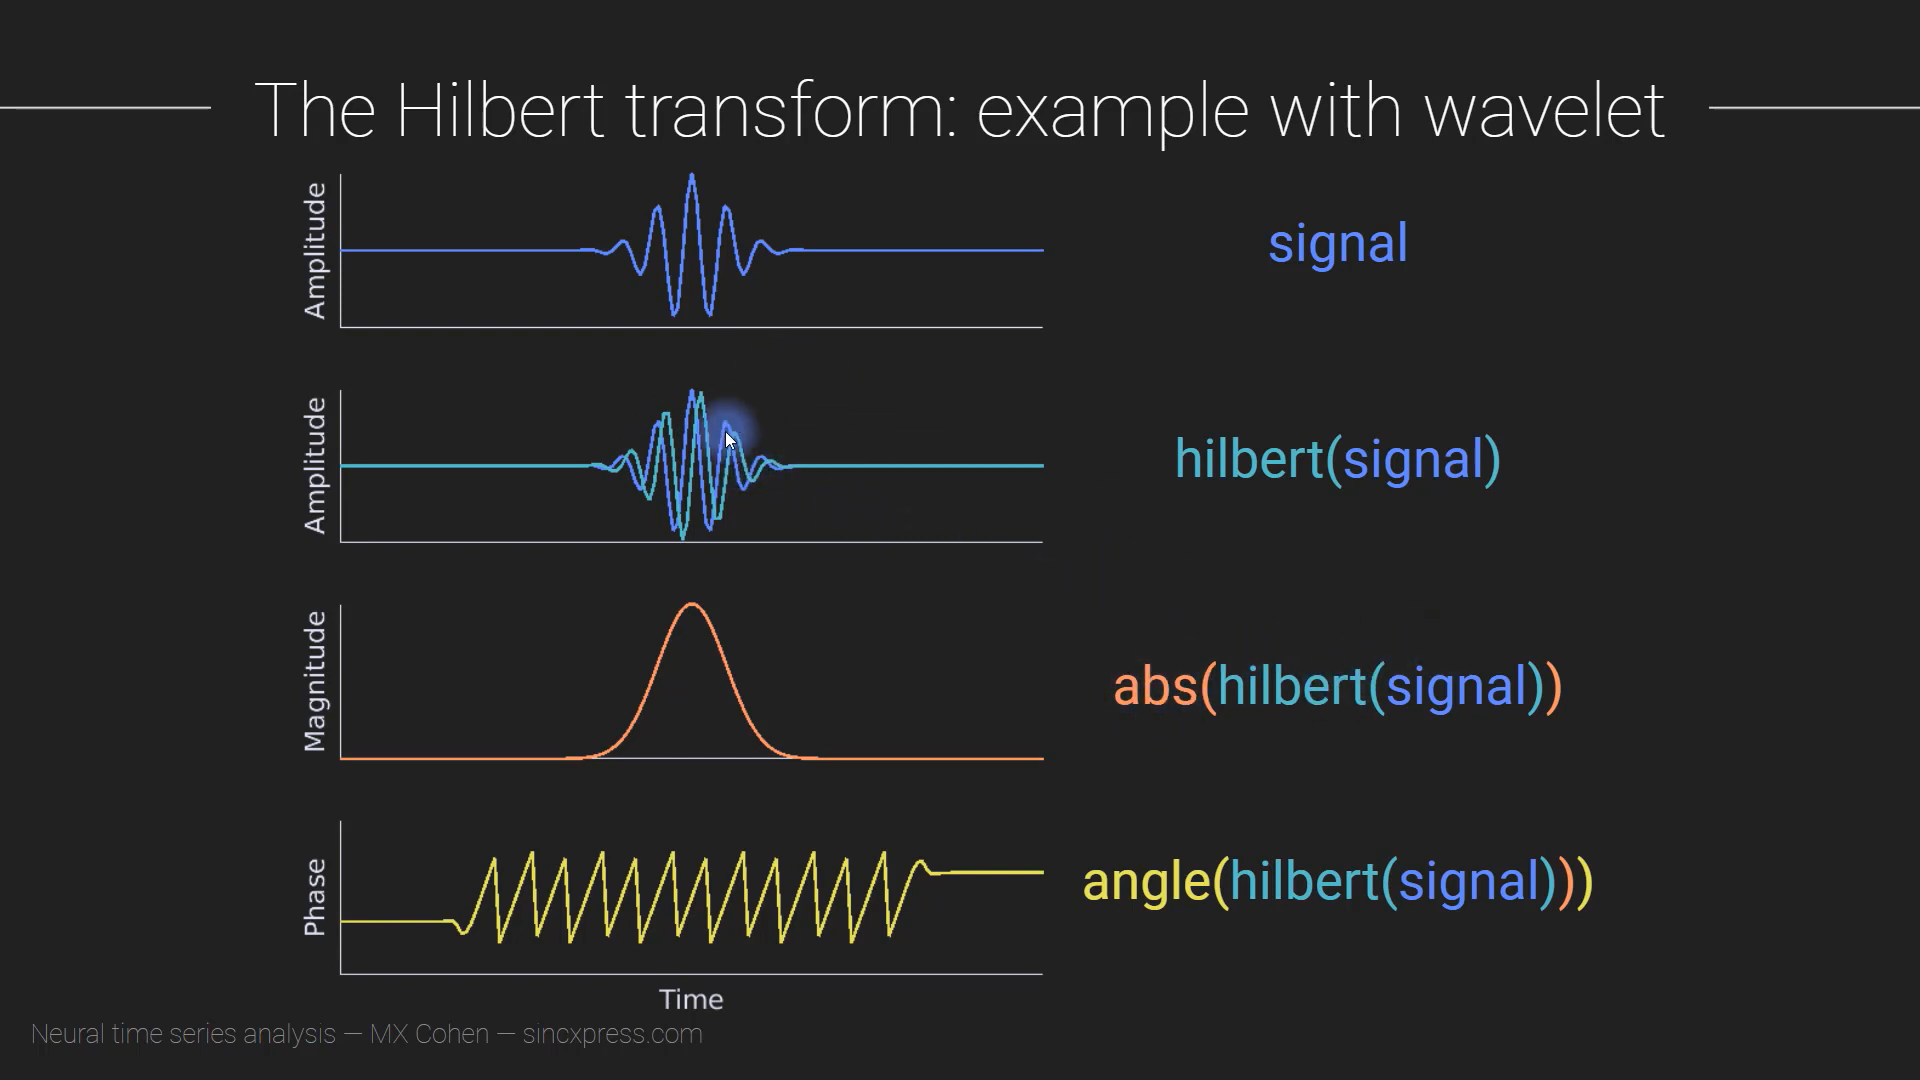 The Hilbert transform: example with wavelet
Amplitude
signal
Amplitude
hilbert(signal)
Magnitude
abs(hilbert(signal))
Phase
angle(hilbert(signal)))
Time
Neural time series analysis — MX Cohen — sincxpress.com